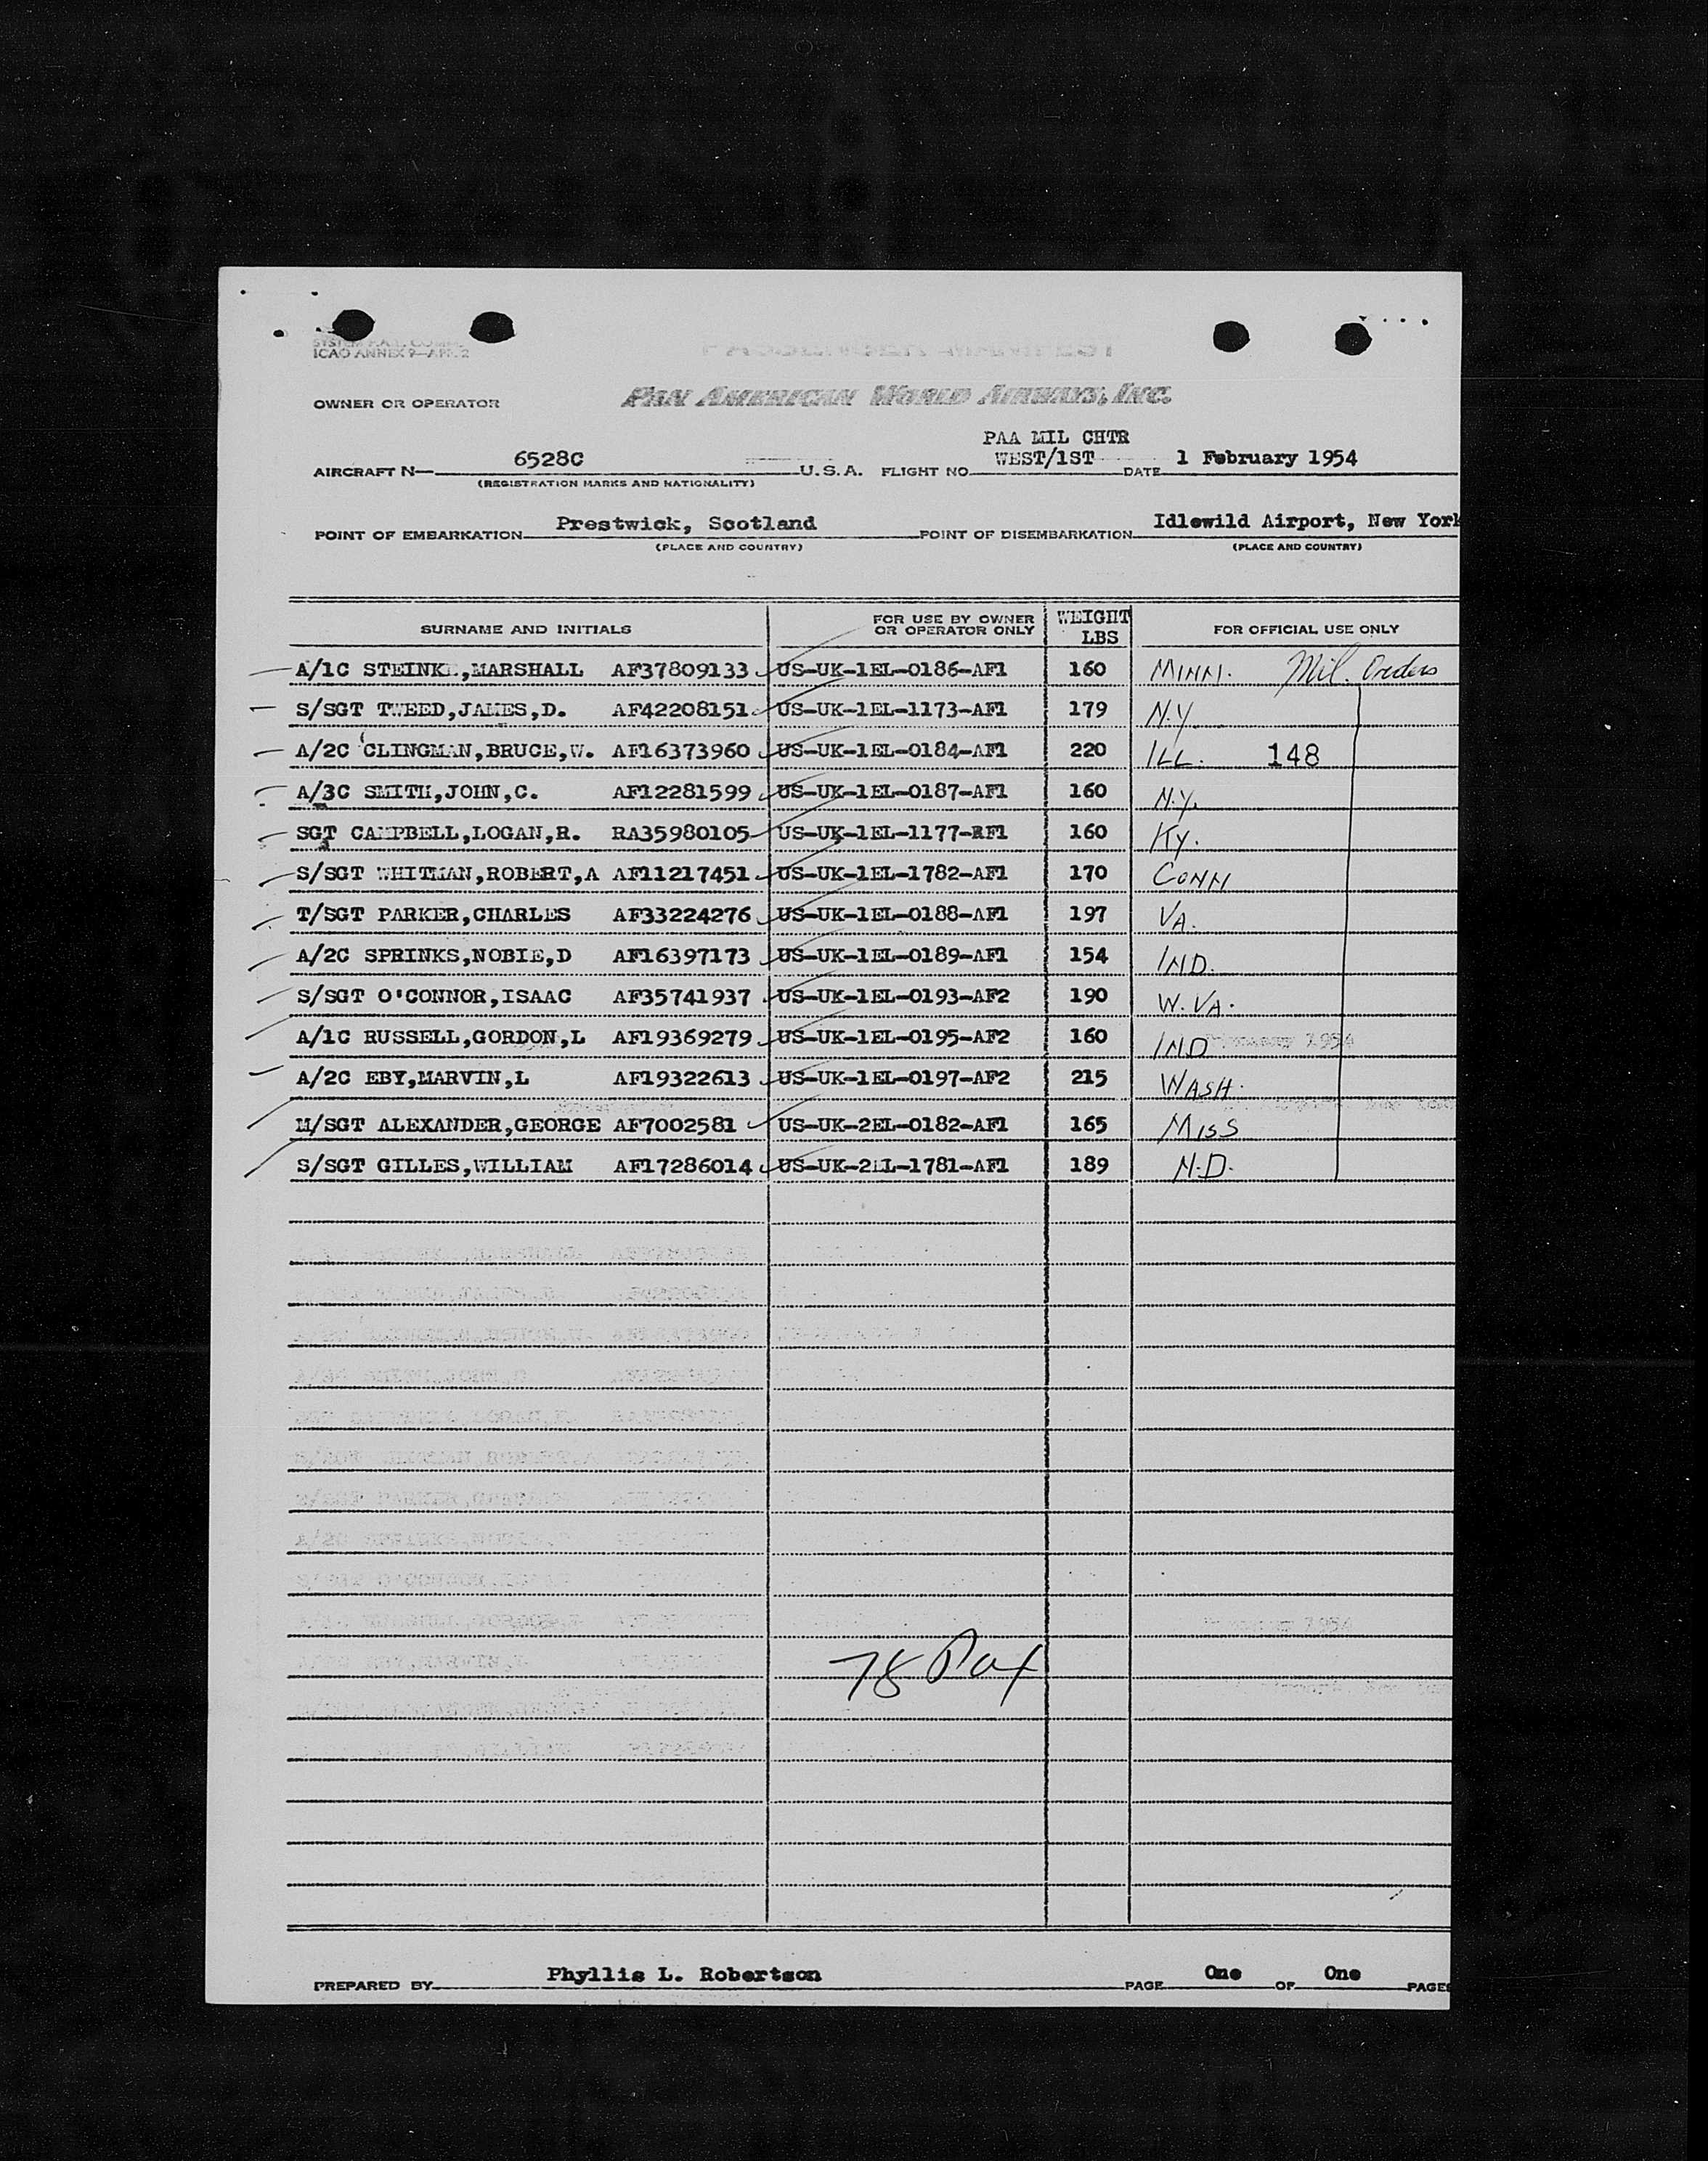 ICAO ANNEX 9—APP. 2
OWNER OR OPERATOR PAN AMERICAN WORLD AIRWAYS, INC.
PAA MIL CHTR
AIRCRAFT N— 6528C U.S.A. FLIGHT NO. WEST/1ST DATE 1 February 1954
(REGISTRATION MARKS AND NATIONALITY)
POINT OF EMBARKATION Prestwick, Scotland POINT OF DISEMBARKATION Idlewild Airport, New York
(PLACE AND COUNTRY) (PLACE AND COUNTRY)
SURNAME AND INITIALS FOR USE BY OWNER OR OPERATOR ONLY WEIGHT LBS FOR OFFICIAL USE ONLY
A/1C STEINKE,MARSHALL AF37809133 US-UK-1EL-0186-AF1 160 MINN. Mil. Orders
S/SGT TWEED,JAMES,D. AF42208151 US-UK-1EL-1173-AF1 179 N.Y.
A/2C CLINGMAN,BRUCE,W. AF16373960 US-UK-1EL-0184-AF1 220 ILL. 148
A/3C SMITH,JOHN,C. AF12281599 US-UK-1EL-0187-AF1 160 N.Y.
SGT CAMPBELL,LOGAN,R. RA35980105 US-UK-1EL-1177-RF1 160 KY.
S/SGT WHITMAN,ROBERT,A AF11217451 US-UK-1EL-1782-AF1 170 CONN
T/SGT PARKER,CHARLES AF33224276 US-UK-1EL-0188-AF1 197 VA.
A/2C SPRINKS,NOBIE,D AF16397173 US-UK-1EL-0189-AF1 154 IND.
S/SGT O'CONNOR,ISAAC AF35741937 US-UK-1EL-0193-AF2 190 W.VA.
A/1C RUSSELL,GORDON,L AF19369279 US-UK-1EL-0195-AF2 160 IND
A/2C EBY,MARVIN,L AF19322613 US-UK-1EL-0197-AF2 215 WASH.
M/SGT ALEXANDER,GEORGE AF7002581 US-UK-2EL-0182-AF1 165 MISS
S/SGT GILLES,WILLIAM AF17286014 US-UK-2EL-1781-AF1 189 N.D.
78 Pax
PREPARED BY Phyllis L. Robertson PAGE One OF One PAGES